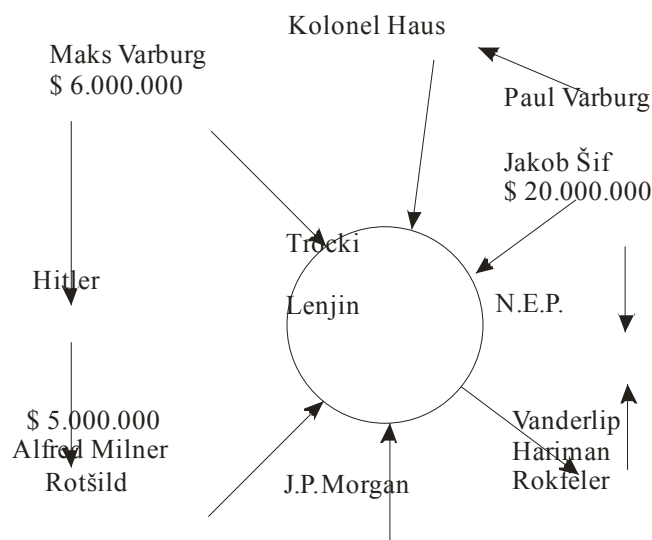 Kolonel Haus
Maks Varburg
$ 6.000.000
Paul Varburg
Jakob Šif
$ 20.000.000
Trocki
Hitler
Lenjin
N.E.P.
$ 5.000.000
Alfred Milner
Rotšild
J.P.Morgan
Vanderlip
Hariman
Rokfeler